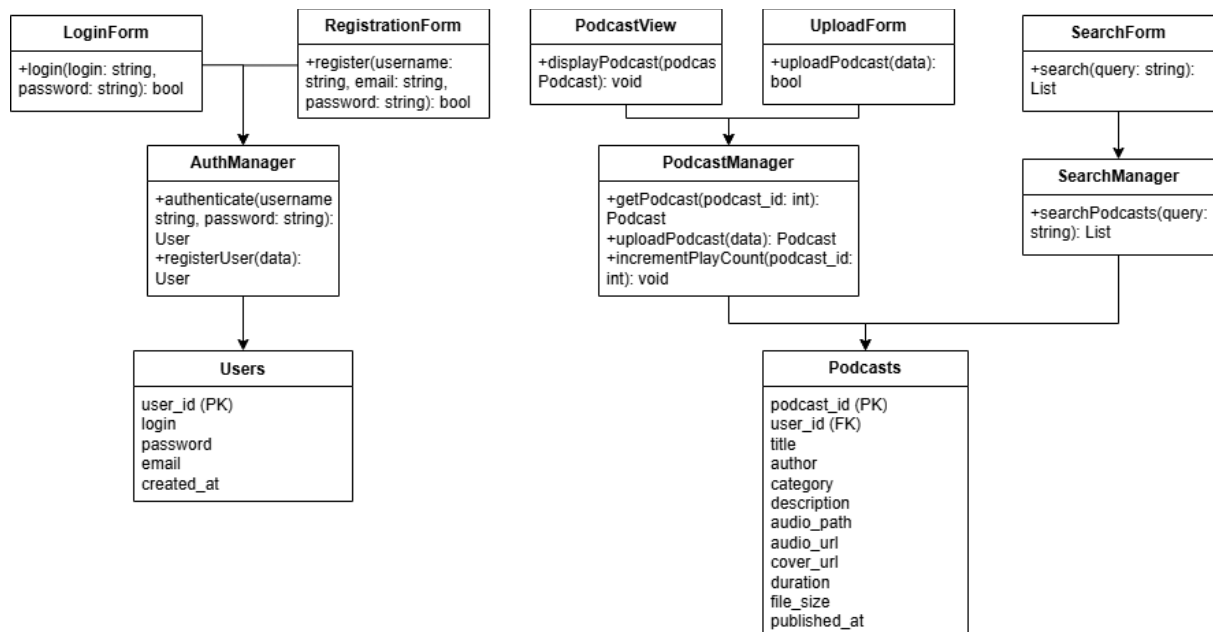 LoginForm
+login(login: string,
password: string): bool
RegistrationForm
+register(username:
string, email: string,
password: string): bool
PodcastView
+displayPodcast(podcas
Podcast): void
UploadForm
+uploadPodcast(data):
bool
SearchForm
+search(query: string):
List
AuthManager
+authenticate(username
string, password: string):
User
+registerUser(data):
User
PodcastManager
+getPodcast(podcast_id: int):
Podcast
+uploadPodcast(data): Podcast
+incrementPlayCount(podcast_id:
int): void
SearchManager
+searchPodcasts(query:
string): List
Users
user_id (PK)
login
password
email
created_at
Podcasts
podcast_id (PK)
user_id (FK)
title
author
category
description
audio_path
audio_url
cover_url
duration
file_size
published_at